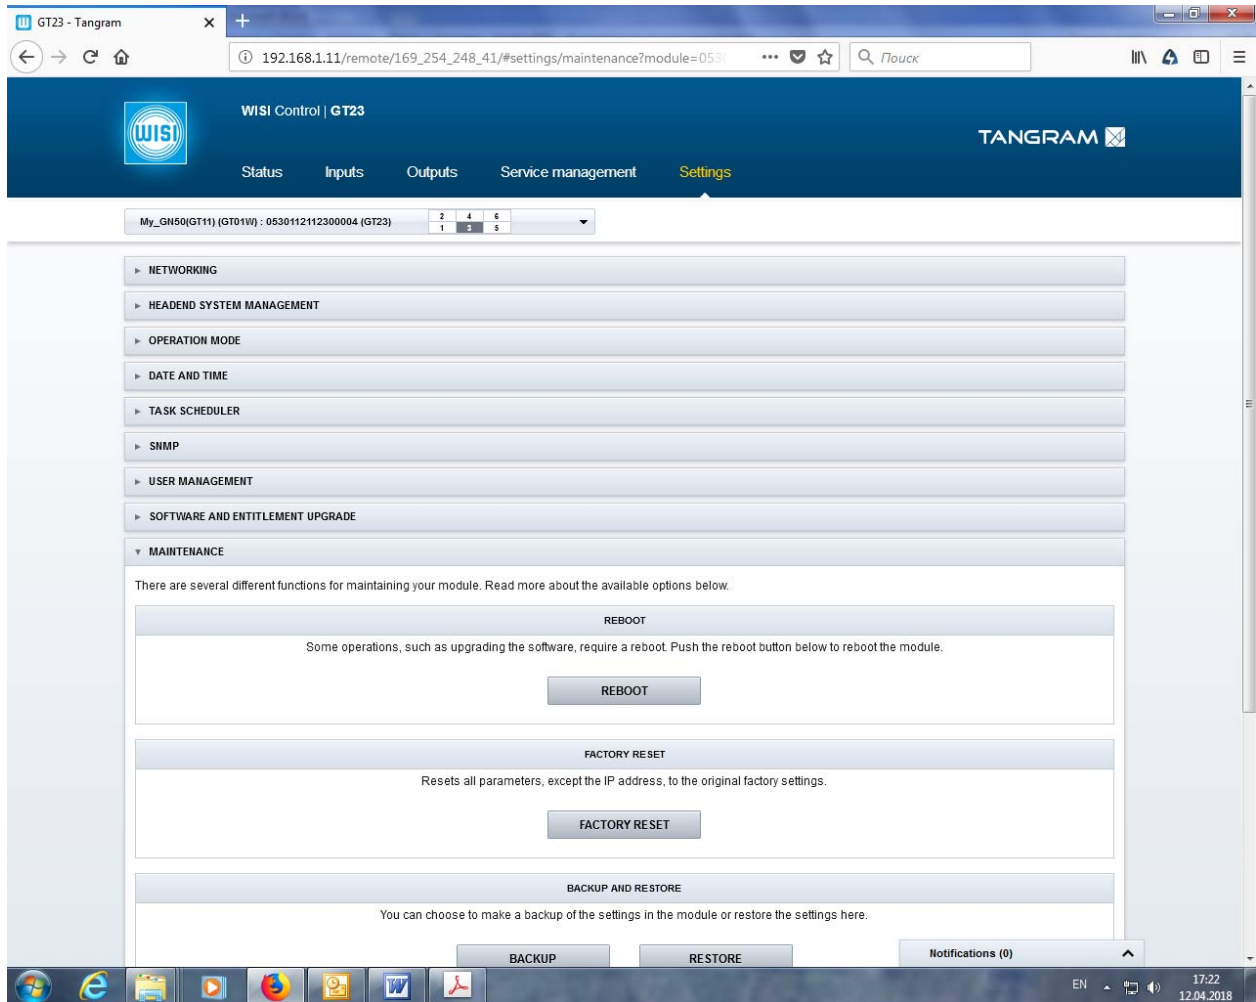 GT23 - Tangram
192.168.1.11/remote/169_254_248_41/#settings/maintenance?module=053
Поиск
WISI
WISI Control | GT23
TANGRAM
Status Inputs Outputs Service management Settings
My_GN50(GT11) (GT01W) : 0530112112300004 (GT23)
2 4 6
1 3 5
NETWORKING
HEADEND SYSTEM MANAGEMENT
OPERATION MODE
DATE AND TIME
TASK SCHEDULER
SNMP
USER MANAGEMENT
SOFTWARE AND ENTITLEMENT UPGRADE
MAINTENANCE
There are several different functions for maintaining your module. Read more about the available options below.
REBOOT
Some operations, such as upgrading the software, require a reboot. Push the reboot button below to reboot the module.
REBOOT
FACTORY RESET
Resets all parameters, except the IP address, to the original factory settings.
FACTORY RESET
BACKUP AND RESTORE
You can choose to make a backup of the settings in the module or restore the settings here.
BACKUP RESTORE
Notifications (0)
EN 17:22
12.04.2018